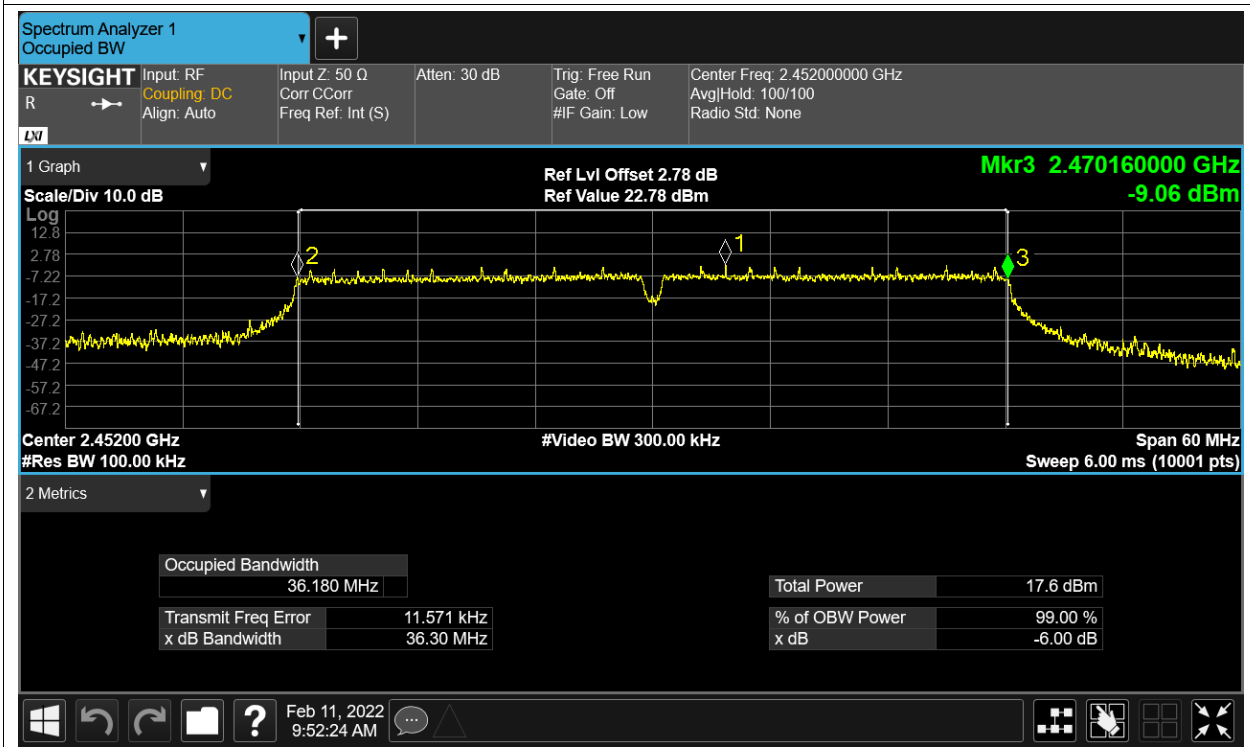 Spectrum Analyzer 1
Occupied BW
KEYSIGHT
R
LXI
Input: RF
Coupling: DC
Align: Auto
Input Z: 50 Ω
Corr CCorr
Freq Ref: Int (S)
Atten: 30 dB
Trig: Free Run
Gate: Off
#IF Gain: Low
Center Freq: 2.452000000 GHz
Avg|Hold: 100/100
Radio Std: None
1 Graph
Scale/Div 10.0 dB
Ref Lvl Offset 2.78 dB
Ref Value 22.78 dBm
Mkr3 2.470160000 GHz
-9.06 dBm
Log
12.8
2.78
-7.22
-17.2
-27.2
-37.2
-47.2
-57.2
-67.2
2
1
3
Center 2.45200 GHz
#Res BW 100.00 kHz
#Video BW 300.00 kHz
Span 60 MHz
Sweep 6.00 ms (10001 pts)
2 Metrics
Occupied Bandwidth
36.180 MHz
Transmit Freq Error 11.571 kHz
x dB Bandwidth 36.30 MHz
Total Power 17.6 dBm
% of OBW Power 99.00 %
x dB -6.00 dB
?
Feb 11, 2022
9:52:24 AM